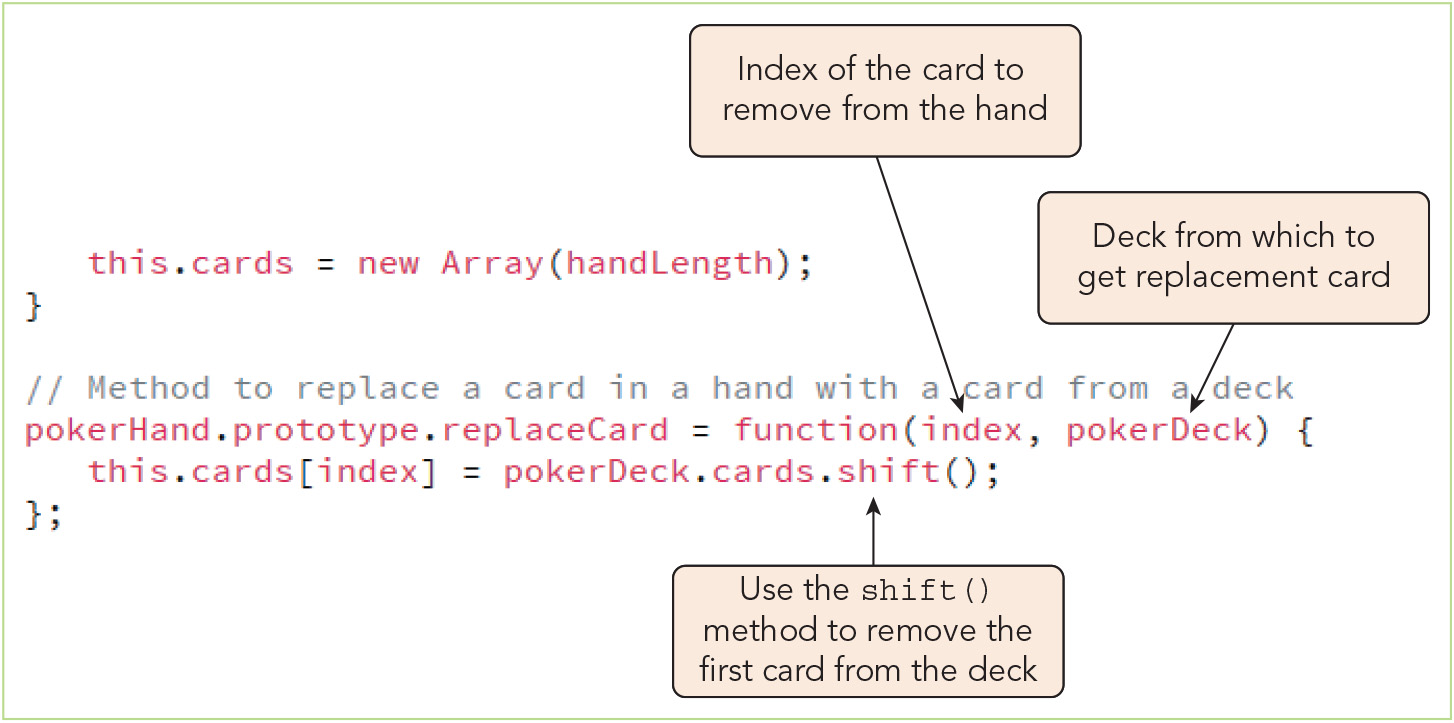 Index of the card to
remove from the hand
Deck from which to
get replacement card
this.cards = new Array(handLength);
}
// Method to replace a card in a hand with a card from a deck
pokerHand.prototype.replaceCard = function(index, pokerDeck) {
this.cards[index] = pokerDeck.cards.shift();
};
Use the shift()
method to remove the
first card from the deck